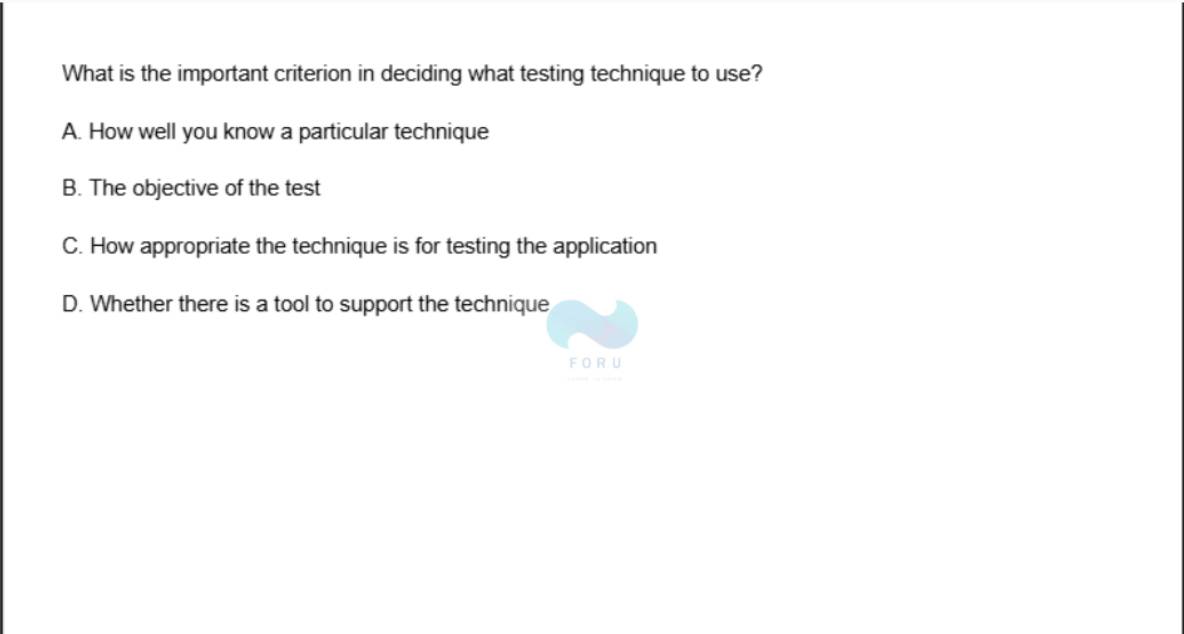 What is the important criterion in deciding what testing technique to use?
A. How well you know a particular technique
B. The objective of the test
C. How appropriate the technique is for testing the application
D. Whether there is a tool to support the technique
FORU